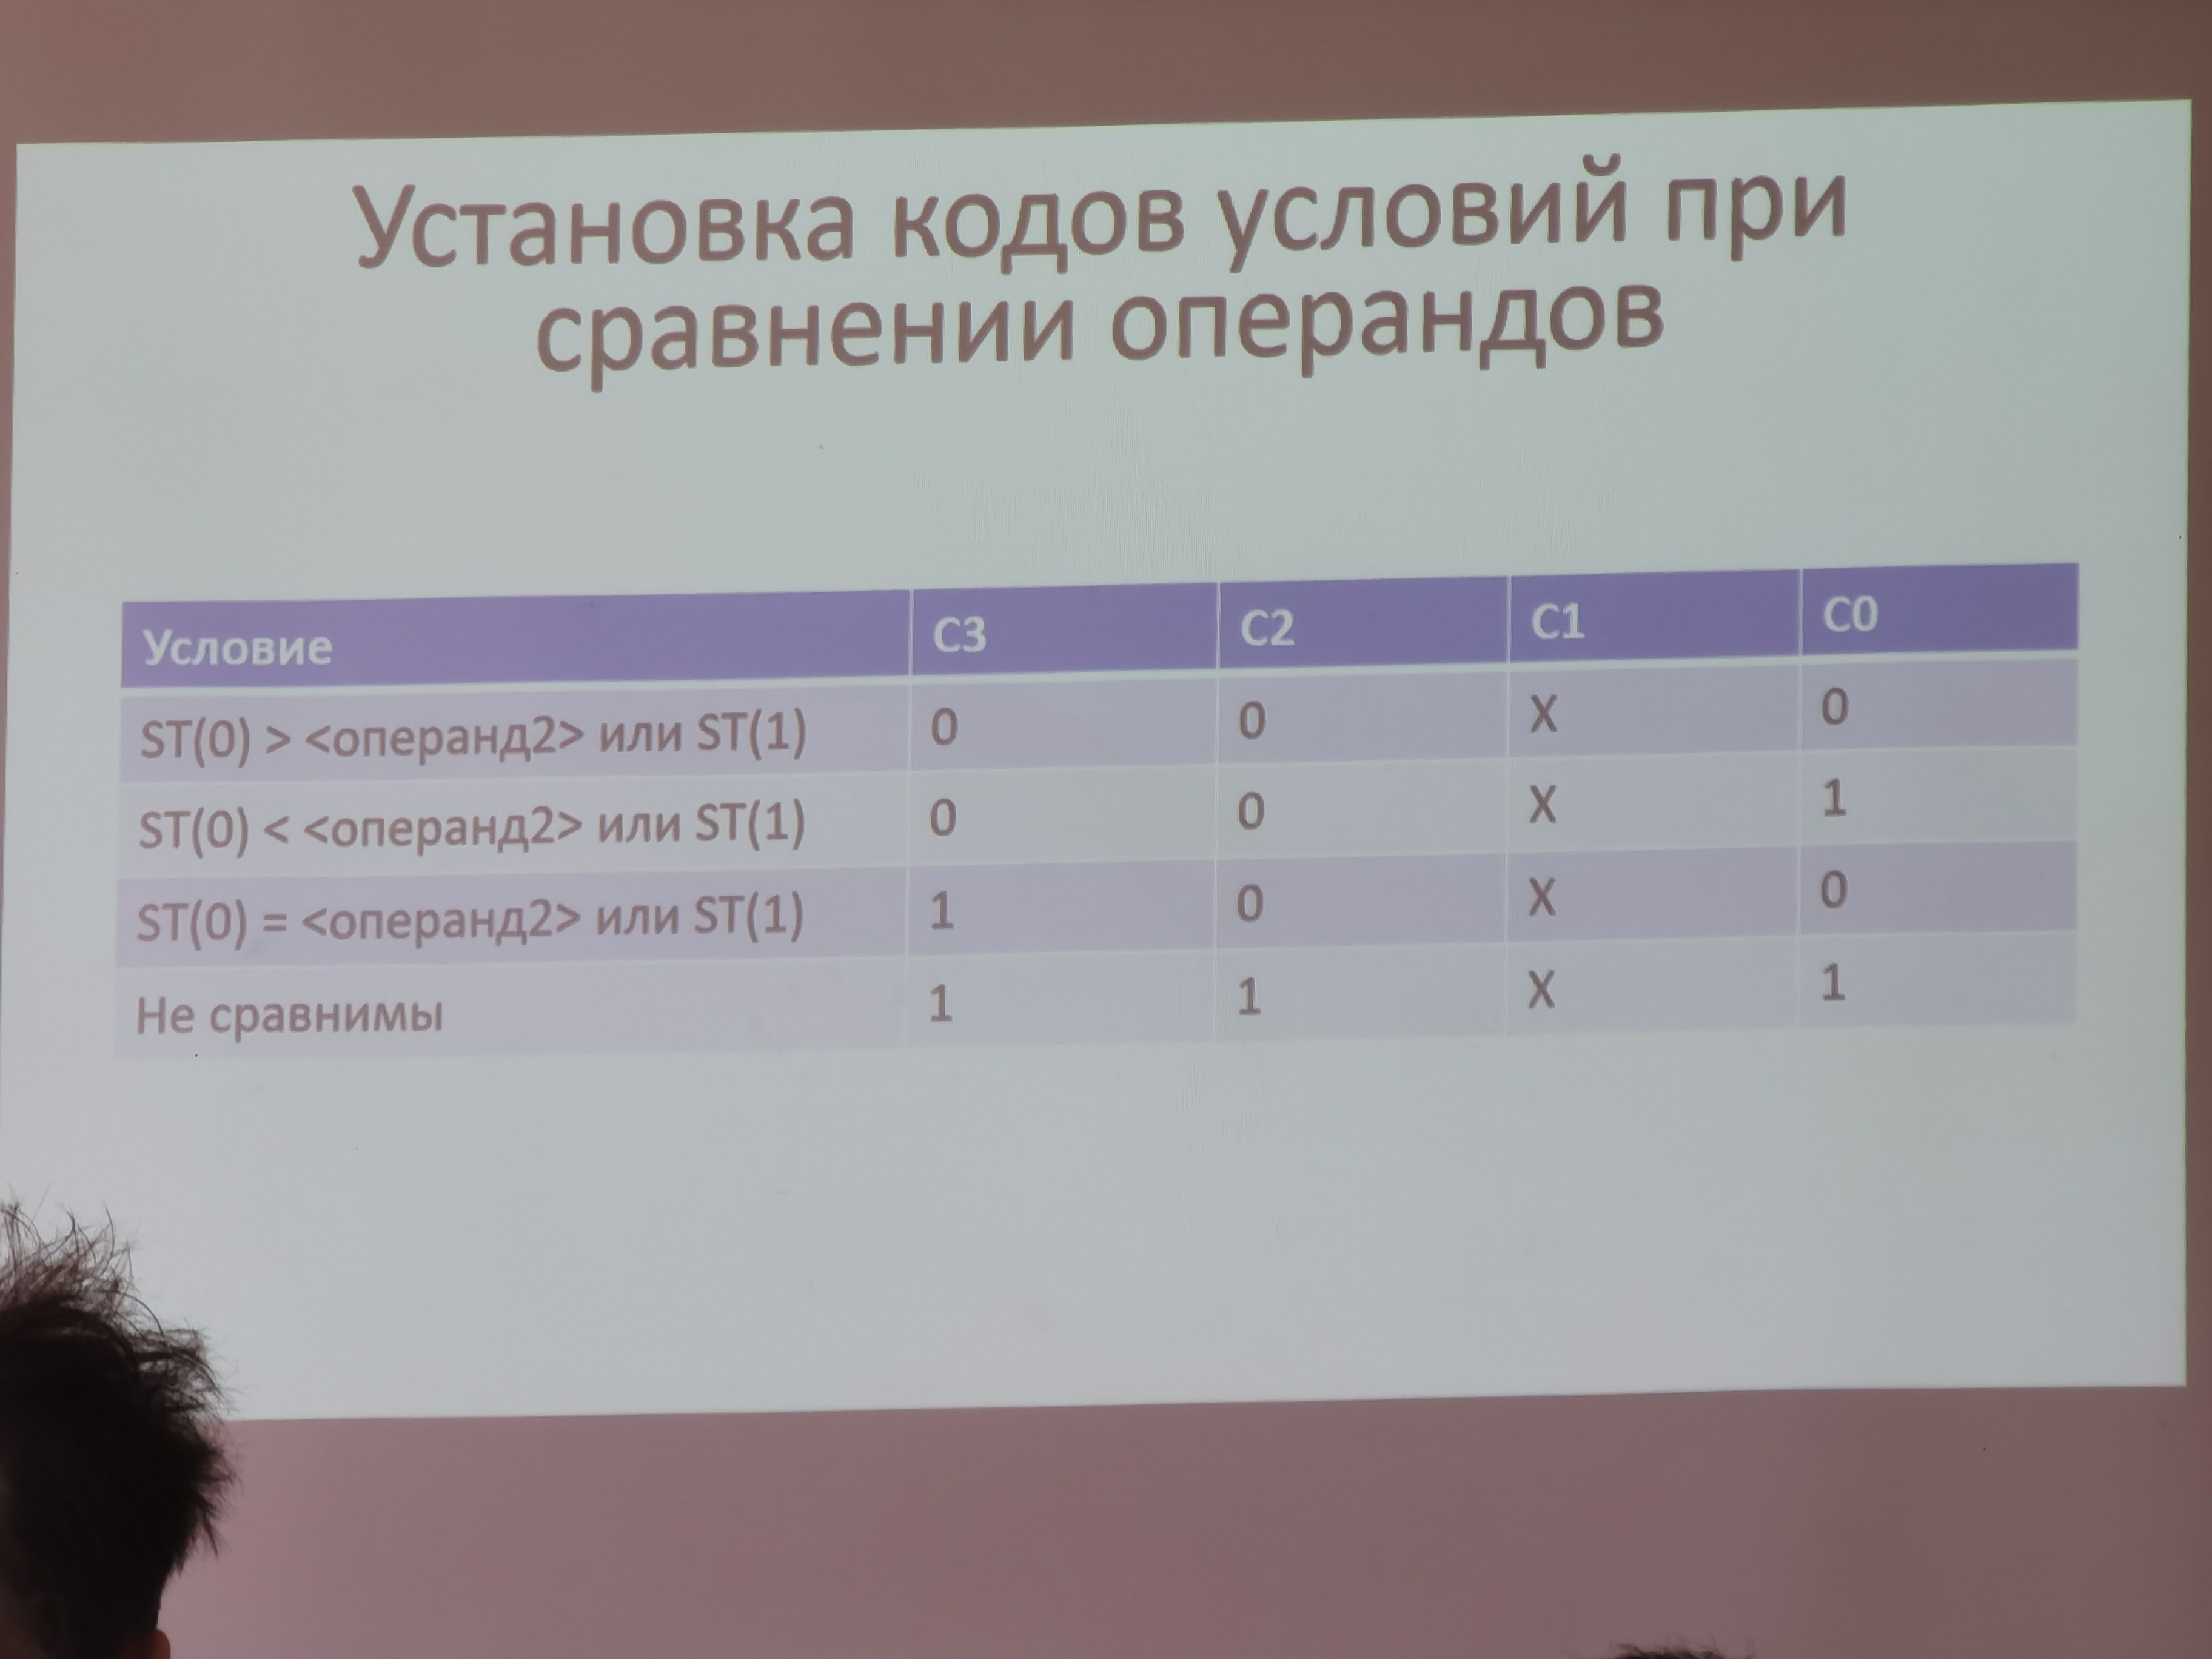 Установка кодов условий при
сравнении операндов
Условие C3 C2 C1 C0
ST(0) > <операнд2> или ST(1) 0 0 X 0
ST(0) < <операнд2> или ST(1) 0 0 X 1
ST(0) = <операнд2> или ST(1) 1 0 X 0
Не сравнимы 1 1 X 1